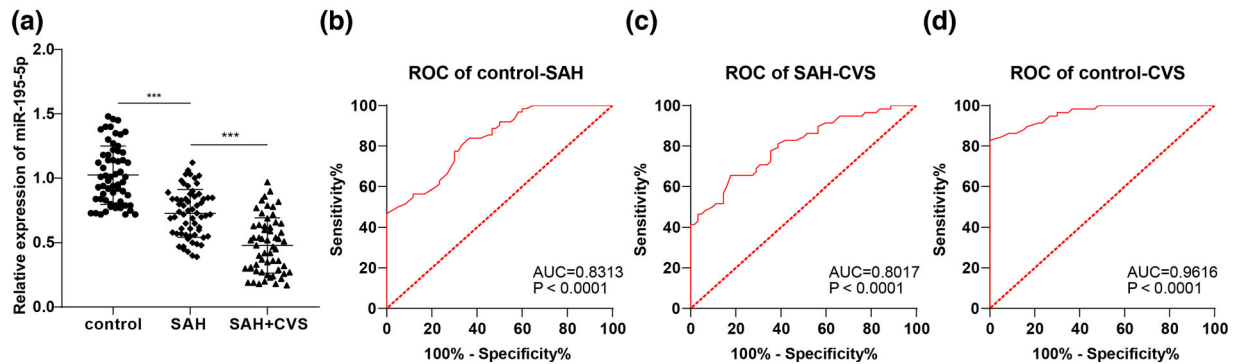 (a)
Relative expression of miR-195-5p
2.0
1.5
1.0
0.5
0.0
***
***
control SAH SAH+CVS
(b)
ROC of control-SAH
Sensitivity%
100
80
60
40
20
0
AUC=0.8313
P < 0.0001
0 20 40 60 80 100
100% - Specificity%
(c)
ROC of SAH-CVS
Sensitivity%
100
80
60
40
20
0
AUC=0.8017
P < 0.0001
0 20 40 60 80 100
100% - Specificity%
(d)
ROC of control-CVS
Sensitivity%
100
80
60
40
20
0
AUC=0.9616
P < 0.0001
0 20 40 60 80 100
100% - Specificity%